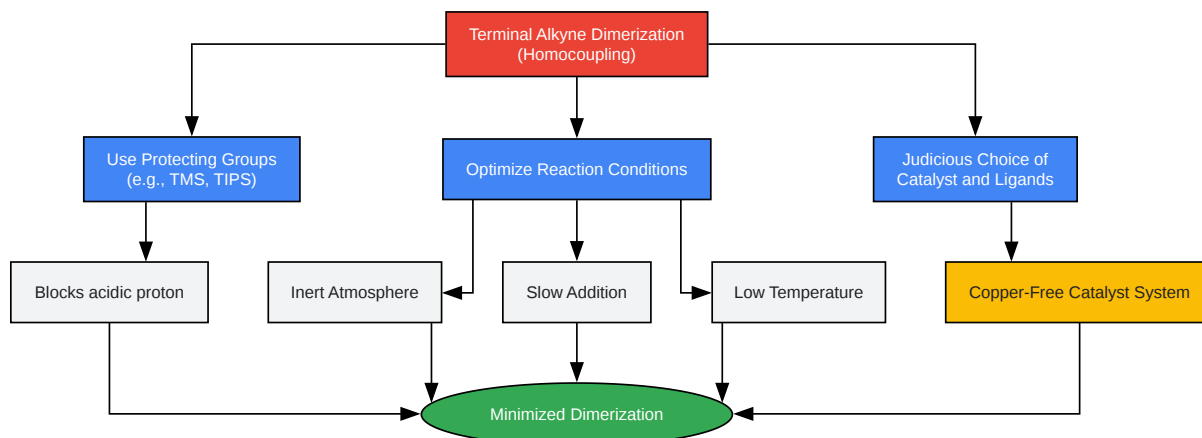 Terminal Alkyne Dimerization
(Homocoupling)
Use Protecting Groups
(e.g., TMS, TIPS)
Optimize Reaction Conditions
Judicious Choice of
Catalyst and Ligands
Blocks acidic proton
Inert Atmosphere
Slow Addition
Low Temperature
Copper-Free Catalyst System
Minimized Dimerization